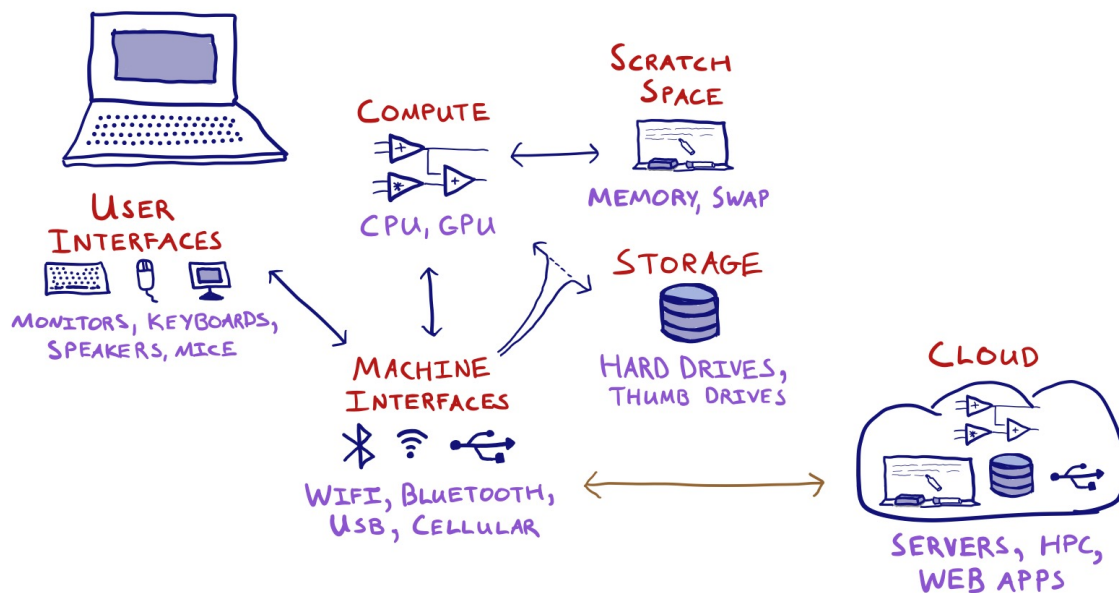 SCRATCH
SPACE
COMPUTE
MEMORY, SWAP
CPU, GPU
USER
INTERFACES
MONITORS, KEYBOARDS,
SPEAKERS, MICE
STORAGE
HARD DRIVES,
THUMB DRIVES
MACHINE
INTERFACES
WIFI, BLUETOOTH,
USB, CELLULAR
CLOUD
SERVERS, HPC,
WEB APPS